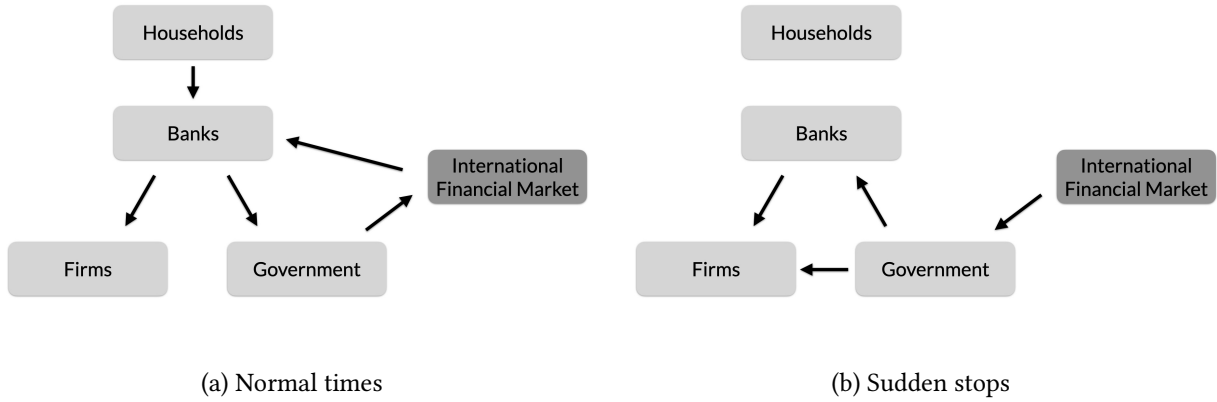 Households
Banks
International
Financial Market
Firms
Government
(a) Normal times
Households
Banks
International
Financial Market
Firms
Government
(b) Sudden stops